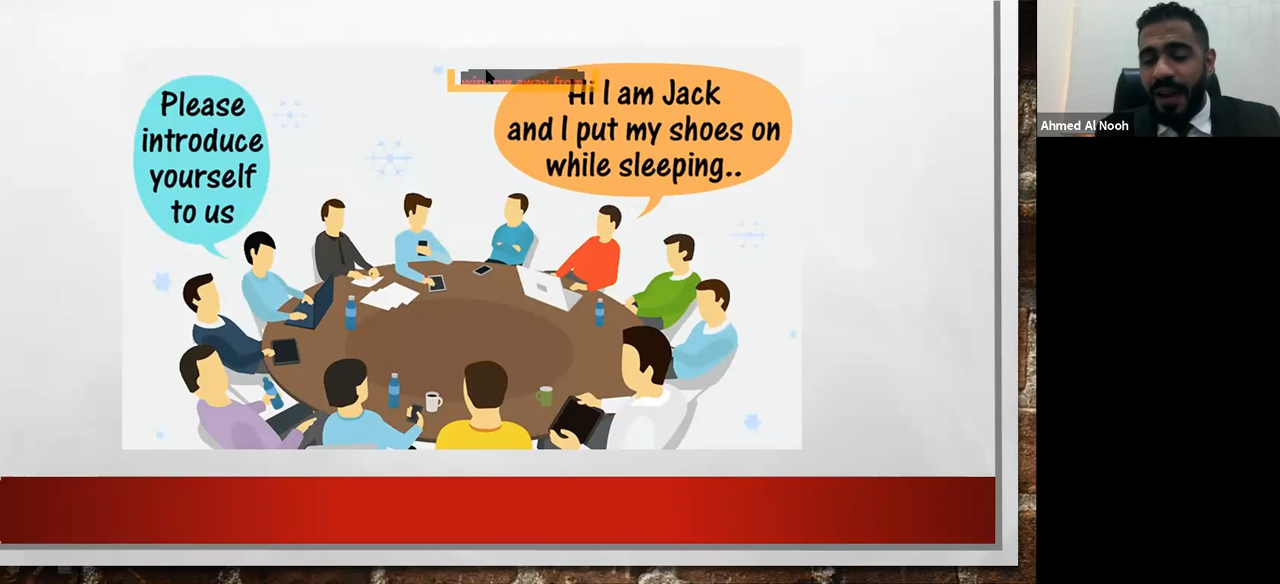 Please
introduce
yourself
to us
Hi I am Jack
and I put my shoes on
while sleeping..
Ahmed Al Nooh